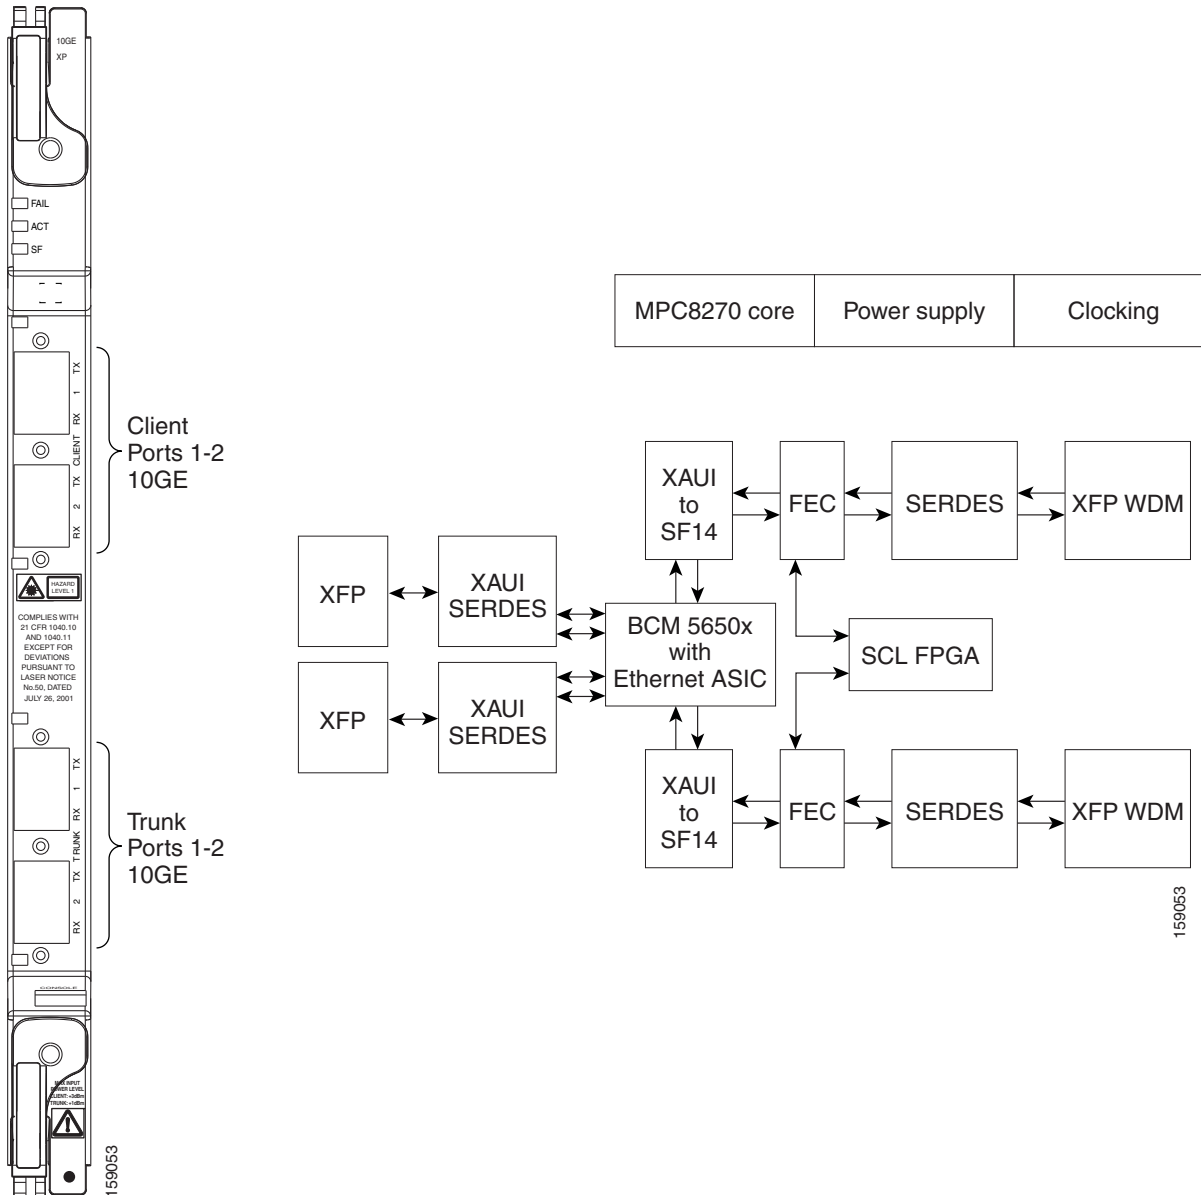 10GE
XP
FAIL
ACT
SF
TX
1
RX
CLIENT
TX
2
RX
Client
Ports 1-2
10GE
HAZARD
LEVEL 1
COMPLIES WITH
21 CFR 1040.10
AND 1040.11
EXCEPT FOR
DEVIATIONS
PURSUANT TO
LASER NOTICE
No.50, DATED
JULY 26, 2001
TX
1
RX
TRUNK
TX
2
RX
Trunk
Ports 1-2
10GE
CONSOLE
MAX INPUT
POWER LEVEL
CLIENT: +3dBm
TRUNK: +1dBm
159053
MPC8270 core
Power supply
Clocking
XAUI
to
SF14
FEC
SERDES
XFP WDM
XFP
XAUI
SERDES
BCM 5650x
with
Ethernet ASIC
SCL FPGA
XFP
XAUI
SERDES
XAUI
to
SF14
FEC
SERDES
XFP WDM
159053